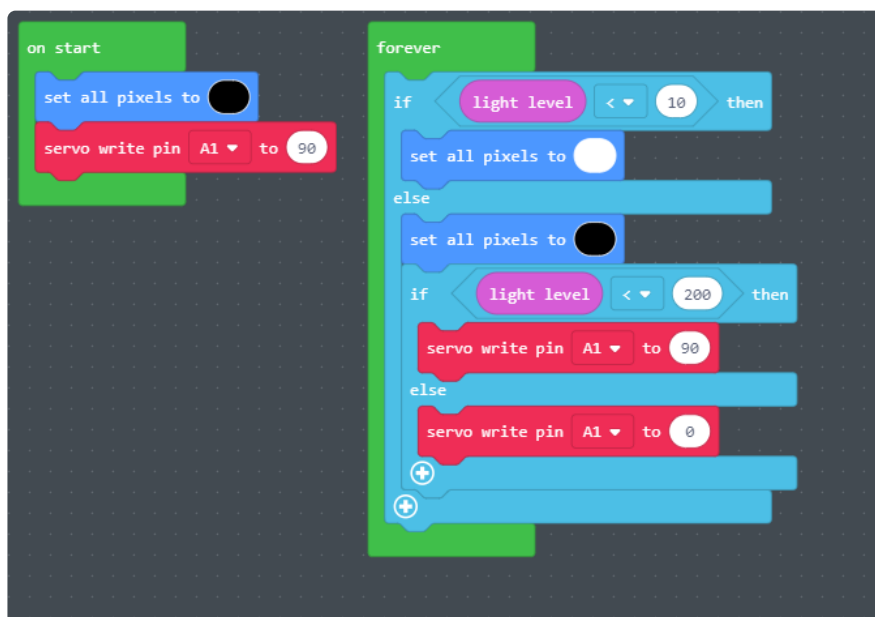 on start
set all pixels to
servo write pin A1 to 90
forever
if light level < 10 then
set all pixels to
else
set all pixels to
if light level < 200 then
servo write pin A1 to 90
else
servo write pin A1 to 0